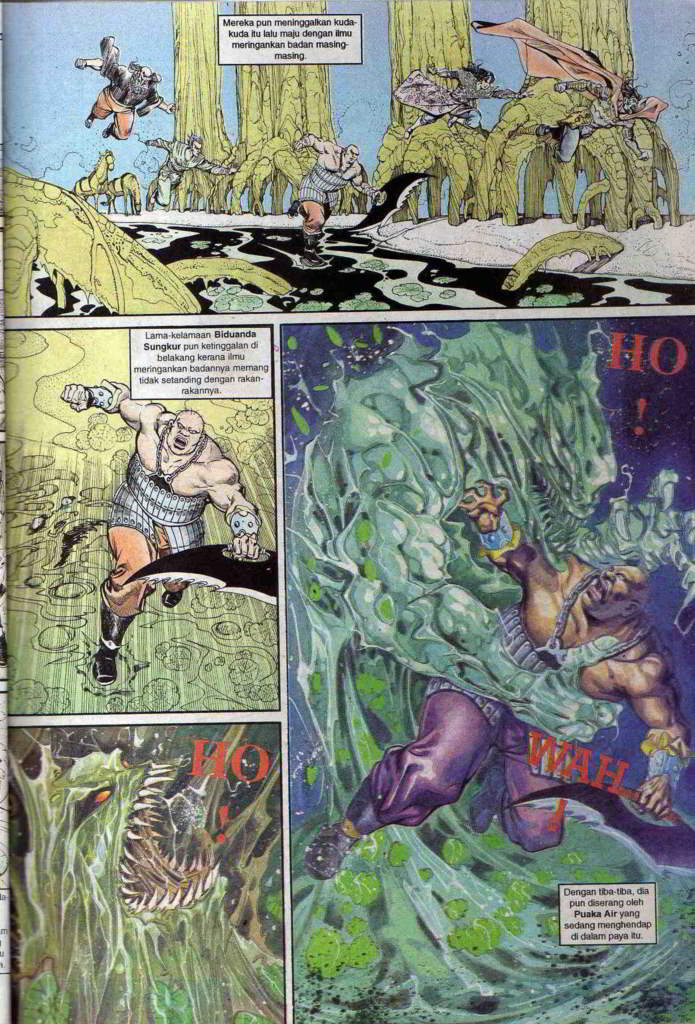 Mereka pun meninggalkan kuda-
kuda itu lalu maju dengan ilmu
meringankan badan masing-
masing.
Lama-kelamaan Biduanda
Sungkur pun ketinggalan di
belakang kerana ilmu
meringankan badannya memang
tidak setanding dengan rakan-
rakannya.
HO
!
HO
!
WAH...
!
Dengan tiba-tiba, dia
pun diserang oleh
Puaka Air yang
sedang menghendap
di dalam paya itu.